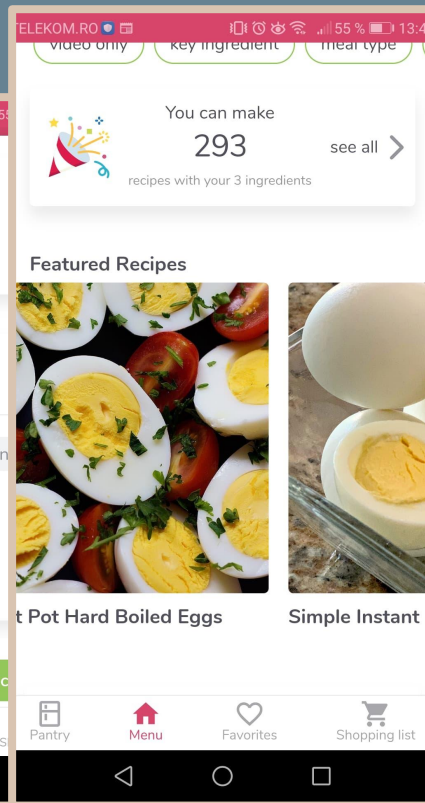 TELEKOM.RO 55 % 13:4
video only key ingredient meal type
You can make
293
see all
recipes with your 3 ingredients
Featured Recipes
t Pot Hard Boiled Eggs Simple Instant
Pantry Menu Favorites Shopping list